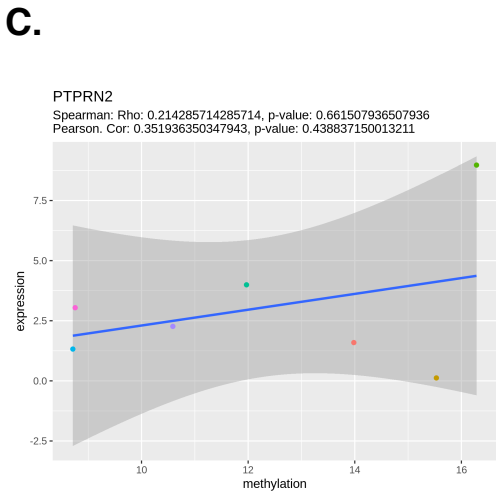 C.
PTPRN2
Spearman: Rho: 0.214285714285714, p-value: 0.661507936507936
Pearson. Cor: 0.351936350347943, p-value: 0.438837150013211
expression
7.5
5.0
2.5
0.0
-2.5
10
12
14
16
methylation